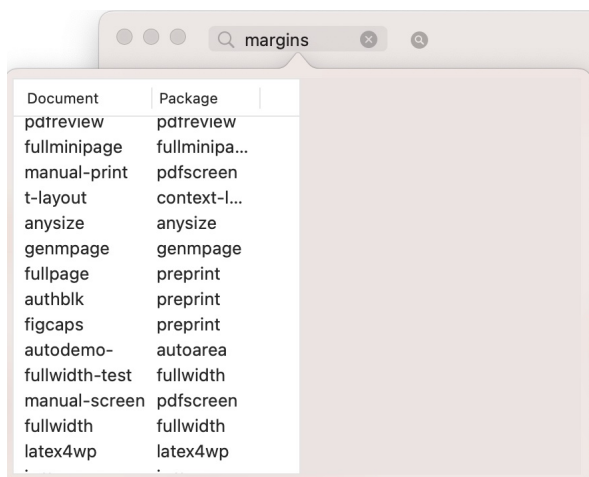 margins
Document Package
pdfreview pdfreview
fullminipage fullminipa...
manual-print pdfscreen
t-layout context-l...
anysize anysize
genmpage genmpage
fullpage preprint
authblk preprint
figcaps preprint
autodemo- autoarea
fullwidth-test fullwidth
manual-screen pdfscreen
fullwidth fullwidth
latex4wp latex4wp